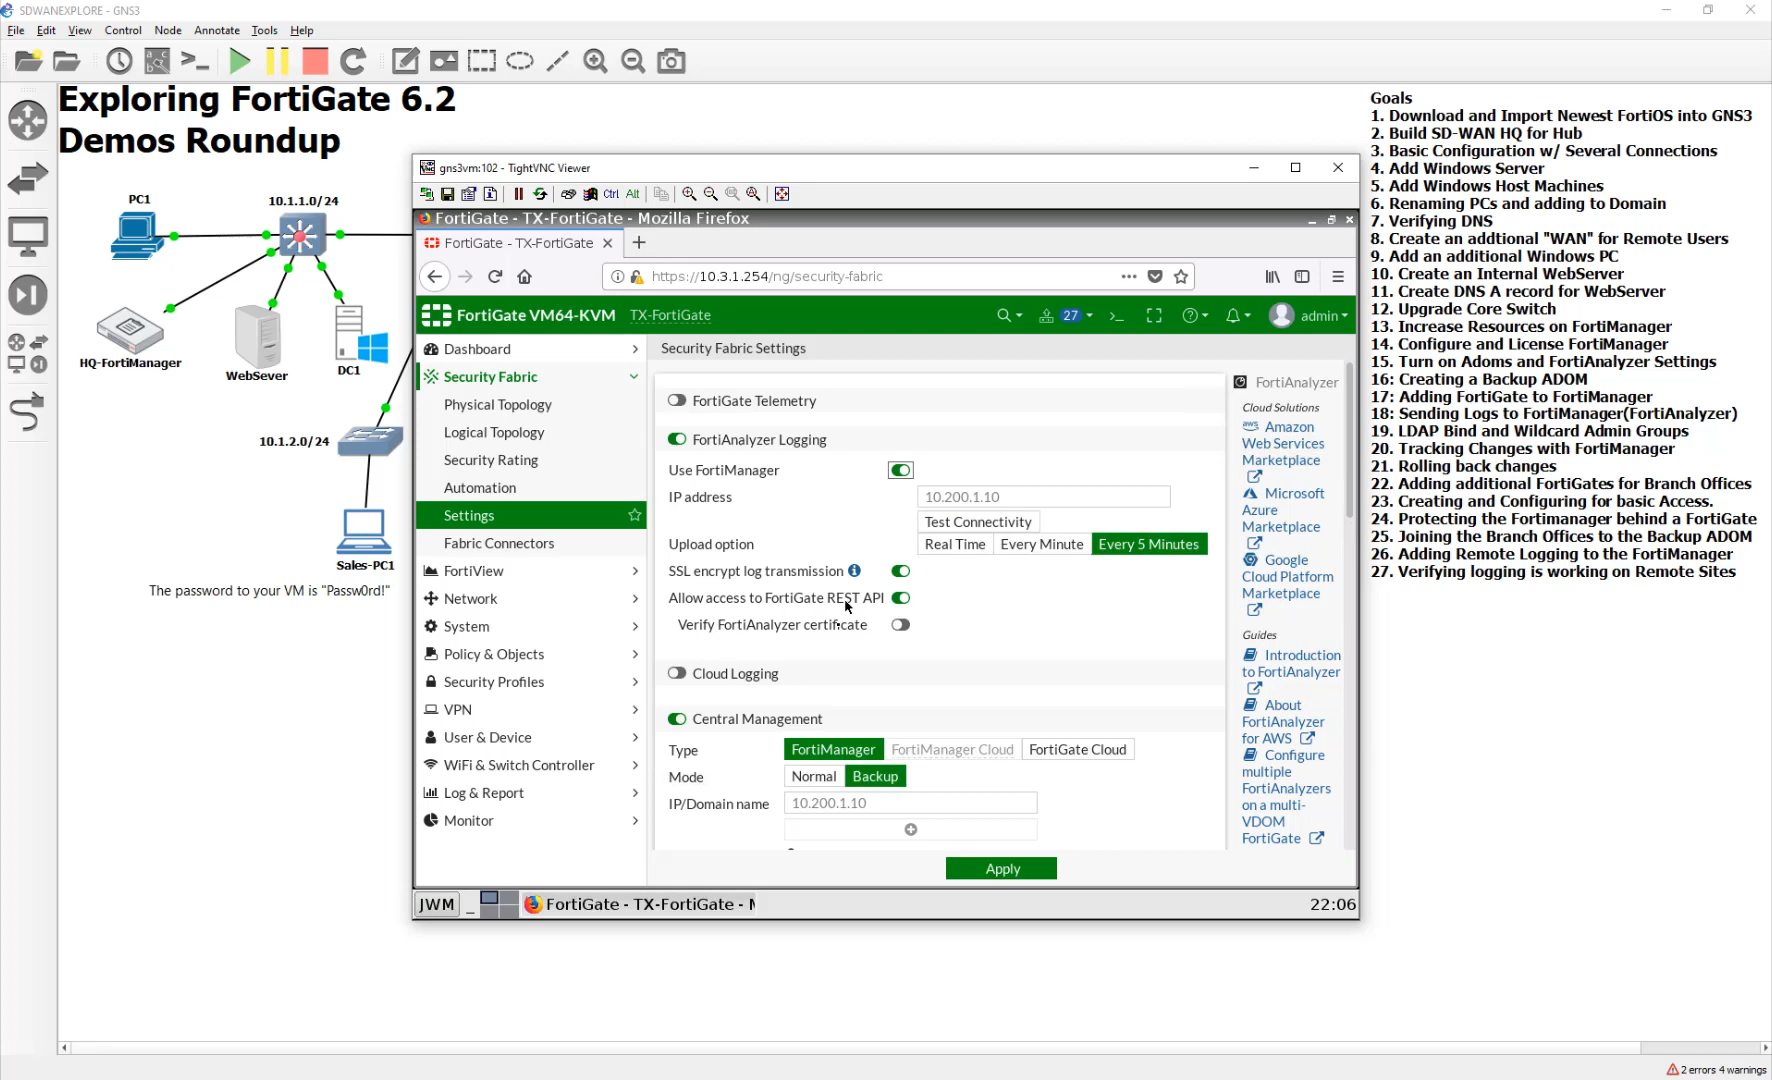 SDWANEXPLORE - GNS3
File Edit View Control Node Annotate Tools Help
Exploring FortiGate 6.2
Demos Roundup
PC1
10.1.1.0/24
HQ-FortiManager
WebSever
DC1
10.1.2.0/24
Sales-PC1
The password to your VM is "Passw0rd!"
gns3vm:102 - TightVNC Viewer
Ctrl Alt
FortiGate - TX-FortiGate - Mozilla Firefox
FortiGate - TX-FortiGate
https://10.3.1.254/ng/security-fabric
FortiGate VM64-KVM TX-FortiGate
27
admin
Dashboard
Security Fabric
Physical Topology
Logical Topology
Security Rating
Automation
Settings
Fabric Connectors
FortiView
Network
System
Policy & Objects
Security Profiles
VPN
User & Device
WiFi & Switch Controller
Log & Report
Monitor
Security Fabric Settings
FortiGate Telemetry
FortiAnalyzer Logging
Use FortiManager
IP address 10.200.1.10
Test Connectivity
Upload option Real Time Every Minute Every 5 Minutes
SSL encrypt log transmission
Allow access to FortiGate REST API
Verify FortiAnalyzer certificate
Cloud Logging
Central Management
Type FortiManager FortiManager Cloud FortiGate Cloud
Mode Normal Backup
IP/Domain name 10.200.1.10
Apply
FortiAnalyzer
Cloud Solutions
aws Amazon
Web Services
Marketplace
Microsoft
Azure
Marketplace
Google
Cloud Platform
Marketplace
Guides
Introduction
to FortiAnalyzer
About
FortiAnalyzer
for AWS
Configure
multiple
FortiAnalyzers
on a multi-
VDOM
FortiGate
JWM
FortiGate - TX-FortiGate - M
22:06
Goals
1. Download and Import Newest FortiOS into GNS3
2. Build SD-WAN HQ for Hub
3. Basic Configuration w/ Several Connections
4. Add Windows Server
5. Add Windows Host Machines
6. Renaming PCs and adding to Domain
7. Verifying DNS
8. Create an addtional "WAN" for Remote Users
9. Add an additional Windows PC
10. Create an Internal WebServer
11. Create DNS A record for WebServer
12. Upgrade Core Switch
13. Increase Resources on FortiManager
14. Configure and License FortiManager
15. Turn on Adoms and FortiAnalyzer Settings
16: Creating a Backup ADOM
17: Adding FortiGate to FortiManager
18: Sending Logs to FortiManager(FortiAnalyzer)
19. LDAP Bind and Wildcard Admin Groups
20. Tracking Changes with FortiManager
21. Rolling back changes
22. Adding additional FortiGates for Branch Offices
23. Creating and Configuring for basic Access.
24. Protecting the Fortimanager behind a FortiGate
25. Joining the Branch Offices to the Backup ADOM
26. Adding Remote Logging to the FortiManager
27. Verifying logging is working on Remote Sites
2 errors 4 warnings